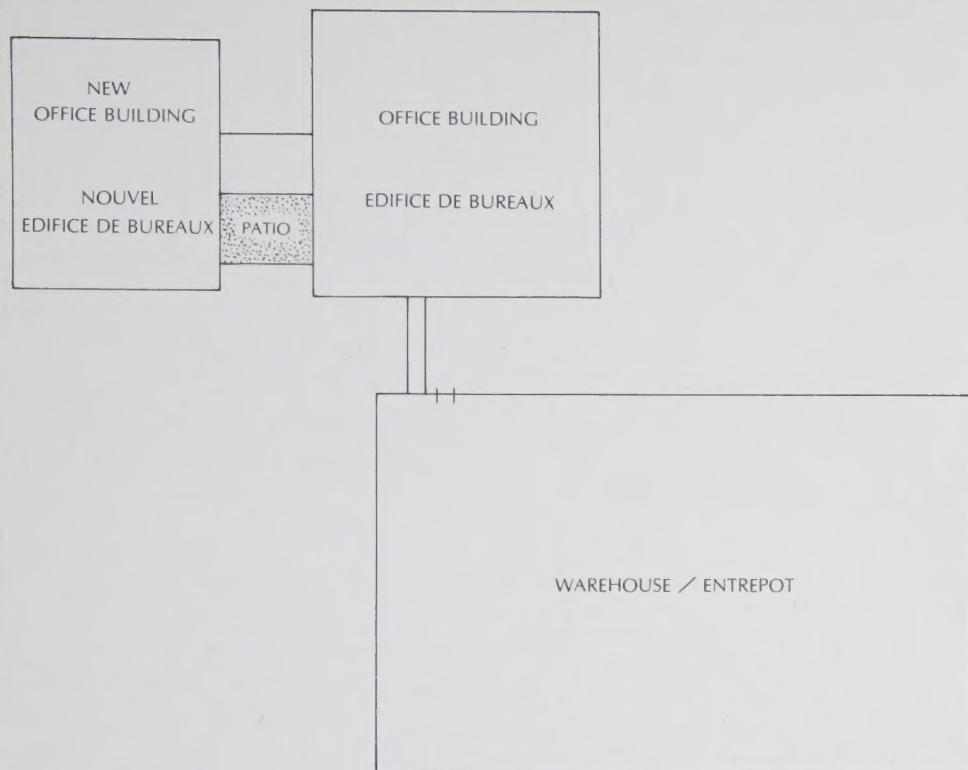 NEW
OFFICE BUILDING
NOUVEL
EDIFICE DE BUREAUX
PATIO
OFFICE BUILDING
EDIFICE DE BUREAUX
WAREHOUSE / ENTREPOT